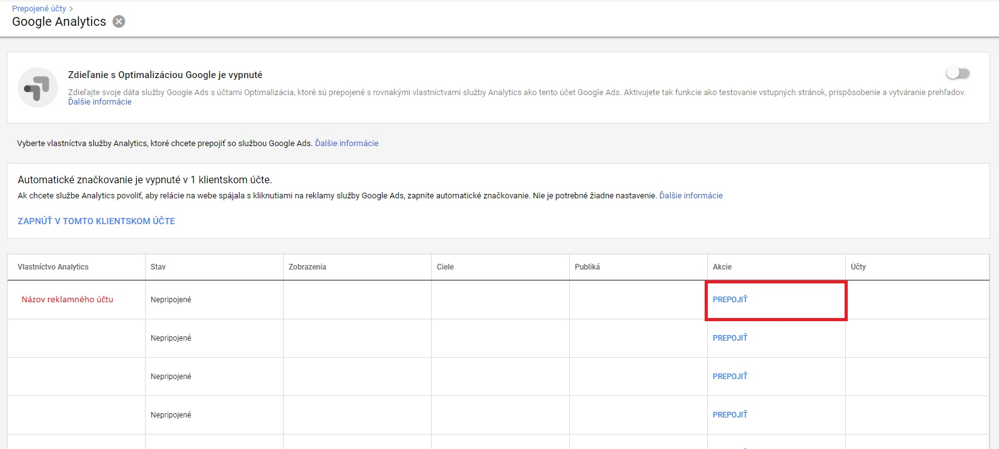 Prepojené účty
Google Analytics
Zdieľanie s Optimalizáciou Google je vypnuté
Zdieľajte svoje dáta služby Google Ads s účtami Optimalizácia, ktoré sú prepojené s rovnakými vlastníctvami služby Analytics ako tento účet Google Ads. Aktivujete tak funkcie ako testovanie vstupných stránok, prispôsobenie a vytváranie prehľadov.
Ďalšie informácie
Vyberte vlastníctva služby Analytics, ktoré chcete prepojiť so službou Google Ads. Ďalšie informácie
Automatické značkovanie je vypnuté v 1 klientskom účte.
Ak chcete službe Analytics povoliť, aby relácie na webe spájala s kliknutiami na reklamy služby Google Ads, zapnite automatické značkovanie. Nie je potrebné žiadne nastavenie. Ďalšie informácie
ZAPNÚŤ V TOMTO KLIENTSKOM ÚČTE
Vlastníctvo Analytics Stav Zobrazenia Ciele Publiká Akcie Účty
Názov reklamného účtu Nepripojené PREPOJIŤ
Nepripojené PREPOJIŤ
Nepripojené PREPOJIŤ
Nepripojené PREPOJIŤ